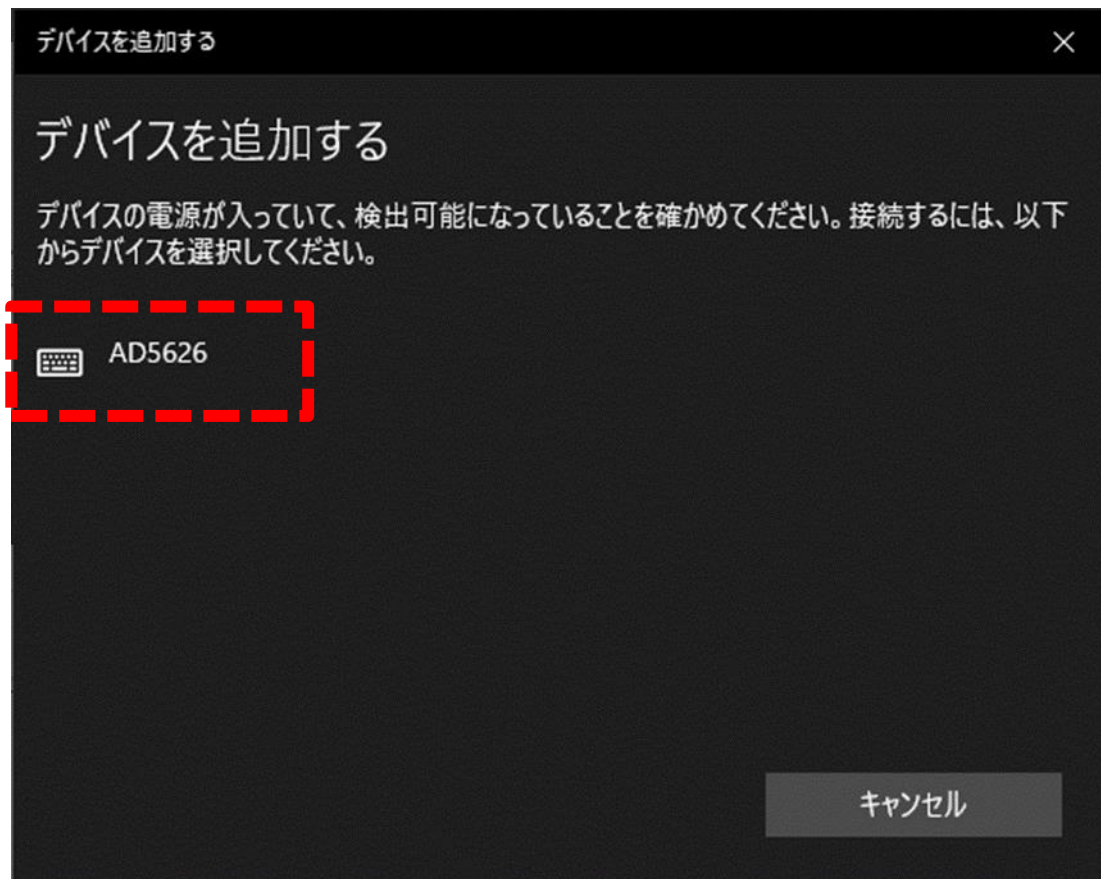 デバイスを追加する
デバイスを追加する
デバイスの電源が入っていて、検出可能になっていることを確かめてください。接続するには、以下
からデバイスを選択してください。
AD5626
キャンセル